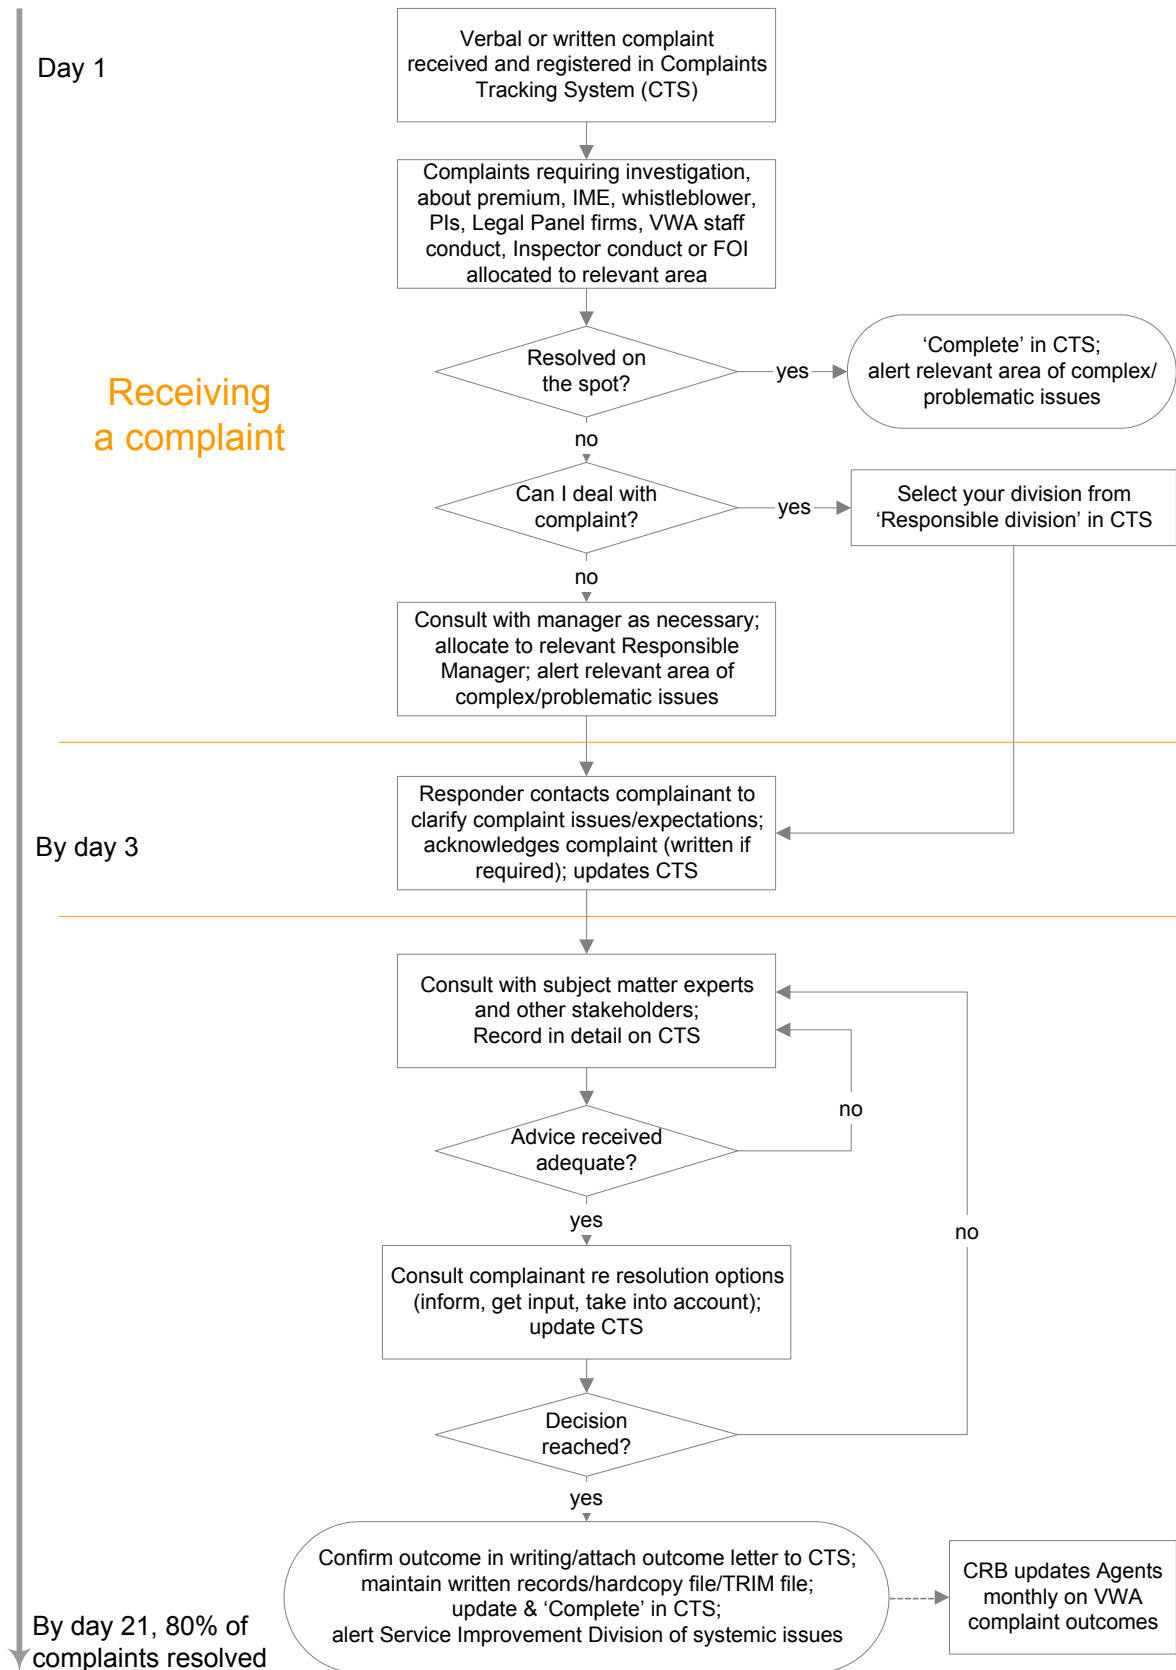 Day 1
Verbal or written complaint
received and registered in Complaints
Tracking System (CTS)
Complaints requiring investigation,
about premium, IME, whistleblower,
PIs, Legal Panel firms, VWA staff
conduct, Inspector conduct or FOI
allocated to relevant area
Receiving
a complaint
Resolved on
the spot?
yes
‘Complete’ in CTS;
alert relevant area of complex/
problematic issues
no
Can I deal with
complaint?
yes
Select your division from
‘Responsible division’ in CTS
no
Consult with manager as necessary;
allocate to relevant Responsible
Manager; alert relevant area of
complex/problematic issues
By day 3
Responder contacts complainant to
clarify complaint issues/expectations;
acknowledges complaint (written if
required); updates CTS
Consult with subject matter experts
and other stakeholders;
Record in detail on CTS
Advice received
adequate?
no
yes
Consult complainant re resolution options
(inform, get input, take into account);
update CTS
no
Decision
reached?
yes
Confirm outcome in writing/attach outcome letter to CTS;
maintain written records/hardcopy file/TRIM file;
update & ‘Complete’ in CTS;
alert Service Improvement Division of systemic issues
CRB updates Agents
monthly on VWA
complaint outcomes
By day 21, 80% of
complaints resolved